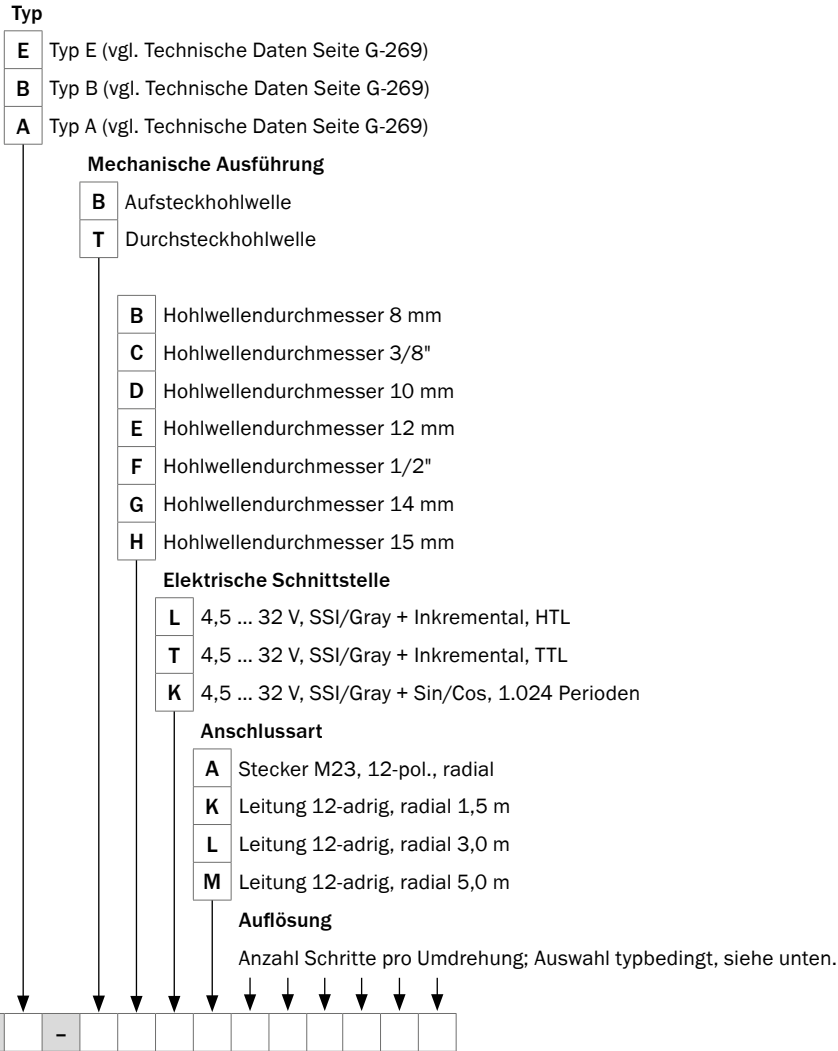 Typ
E Typ E (vgl. Technische Daten Seite G-269)
B Typ B (vgl. Technische Daten Seite G-269)
A Typ A (vgl. Technische Daten Seite G-269)
Mechanische Ausführung
B Aufsteckhohlwelle
T Durchsteckhohlwelle
B Hohlwellendurchmesser 8 mm
C Hohlwellendurchmesser 3/8"
D Hohlwellendurchmesser 10 mm
E Hohlwellendurchmesser 12 mm
F Hohlwellendurchmesser 1/2"
G Hohlwellendurchmesser 14 mm
H Hohlwellendurchmesser 15 mm
Elektrische Schnittstelle
L 4,5 ... 32 V, SSI/Gray + Inkremental, HTL
T 4,5 ... 32 V, SSI/Gray + Inkremental, TTL
K 4,5 ... 32 V, SSI/Gray + Sin/Cos, 1.024 Perioden
Anschlussart
A Stecker M23, 12-pol., radial
K Leitung 12-adrig, radial 1,5 m
L Leitung 12-adrig, radial 3,0 m
M Leitung 12-adrig, radial 5,0 m
Auflösung
Anzahl Schritte pro Umdrehung; Auswahl typbedingt, siehe unten.
–